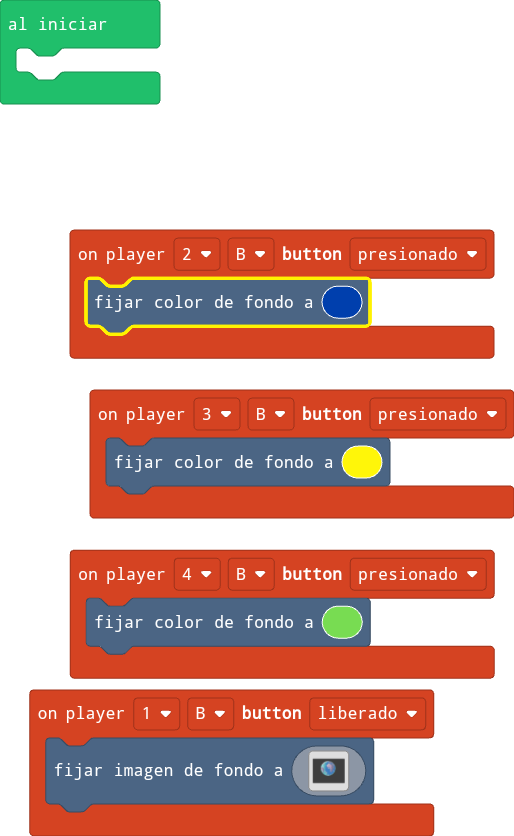 al iniciar
on player 2 B button presionado
fijar color de fondo a
on player 3 B button presionado
fijar color de fondo a
on player 4 B button presionado
fijar color de fondo a
on player 1 B button liberado
fijar imagen de fondo a